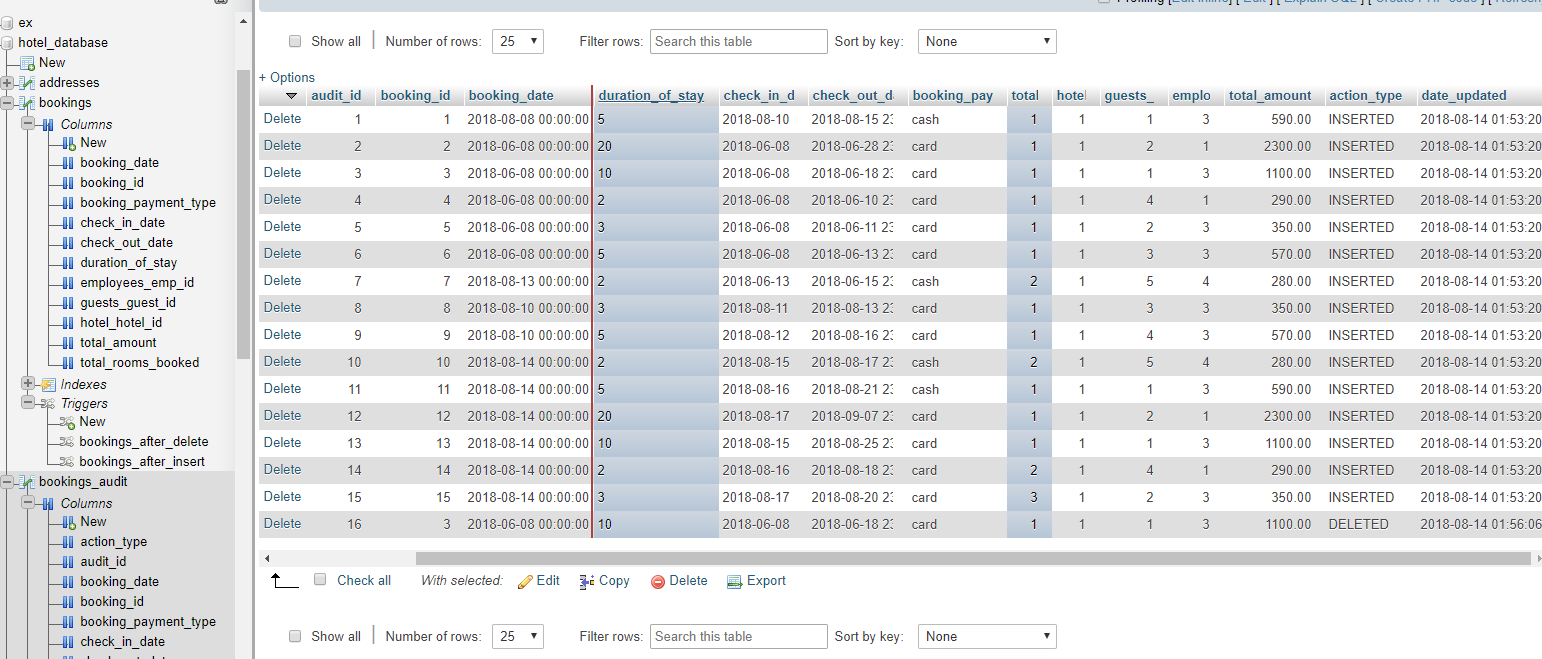 ex
hotel_database
New
addresses
bookings
Columns
New
booking_date
booking_id
booking_payment_type
check_in_date
check_out_date
duration_of_stay
employees_emp_id
guests_guest_id
hotel_hotel_id
total_amount
total_rooms_booked
Indexes
Triggers
New
bookings_after_delete
bookings_after_insert
bookings_audit
Columns
New
action_type
audit_id
booking_date
booking_id
booking_payment_type
check_in_date
Show all Number of rows: 25 Filter rows: Search this table Sort by key: None
+ Options
audit_id booking_id booking_date duration_of_stay check_in_d check_out_d booking_pay total hotel guests_ emplo total_amount action_type date_updated
Delete 1 1 2018-08-08 00:00:00 5 2018-08-10 2018-08-15 23 cash 1 1 1 3 590.00 INSERTED 2018-08-14 01:53:20
Delete 2 2 2018-06-08 00:00:00 20 2018-06-08 2018-06-28 23 card 1 1 2 1 2300.00 INSERTED 2018-08-14 01:53:20
Delete 3 3 2018-06-08 00:00:00 10 2018-06-08 2018-06-18 23 card 1 1 1 3 1100.00 INSERTED 2018-08-14 01:53:20
Delete 4 4 2018-06-08 00:00:00 2 2018-06-08 2018-06-10 23 card 1 1 4 1 290.00 INSERTED 2018-08-14 01:53:20
Delete 5 5 2018-06-08 00:00:00 3 2018-06-08 2018-06-11 23 card 1 1 2 3 350.00 INSERTED 2018-08-14 01:53:20
Delete 6 6 2018-06-08 00:00:00 5 2018-06-08 2018-06-13 23 card 1 1 3 3 570.00 INSERTED 2018-08-14 01:53:20
Delete 7 7 2018-08-13 00:00:00 2 2018-06-13 2018-06-15 23 cash 2 1 5 4 280.00 INSERTED 2018-08-14 01:53:20
Delete 8 8 2018-08-10 00:00:00 3 2018-08-11 2018-08-13 23 card 1 1 3 3 350.00 INSERTED 2018-08-14 01:53:20
Delete 9 9 2018-08-10 00:00:00 5 2018-08-12 2018-08-16 23 card 1 1 4 3 570.00 INSERTED 2018-08-14 01:53:20
Delete 10 10 2018-08-14 00:00:00 2 2018-08-15 2018-08-17 23 cash 2 1 5 4 280.00 INSERTED 2018-08-14 01:53:20
Delete 11 11 2018-08-14 00:00:00 5 2018-08-16 2018-08-21 23 cash 1 1 1 3 590.00 INSERTED 2018-08-14 01:53:20
Delete 12 12 2018-08-14 00:00:00 20 2018-08-17 2018-09-07 23 card 1 1 2 1 2300.00 INSERTED 2018-08-14 01:53:20
Delete 13 13 2018-08-14 00:00:00 10 2018-08-15 2018-08-25 23 card 1 1 1 3 1100.00 INSERTED 2018-08-14 01:53:20
Delete 14 14 2018-08-14 00:00:00 2 2018-08-16 2018-08-18 23 card 2 1 4 1 290.00 INSERTED 2018-08-14 01:53:20
Delete 15 15 2018-08-14 00:00:00 3 2018-08-17 2018-08-20 23 card 3 1 2 3 350.00 INSERTED 2018-08-14 01:53:20
Delete 16 3 2018-06-08 00:00:00 10 2018-06-08 2018-06-18 23 card 1 1 1 3 1100.00 DELETED 2018-08-14 01:56:06
Check all With selected: Edit Copy Delete Export
Show all Number of rows: 25 Filter rows: Search this table Sort by key: None